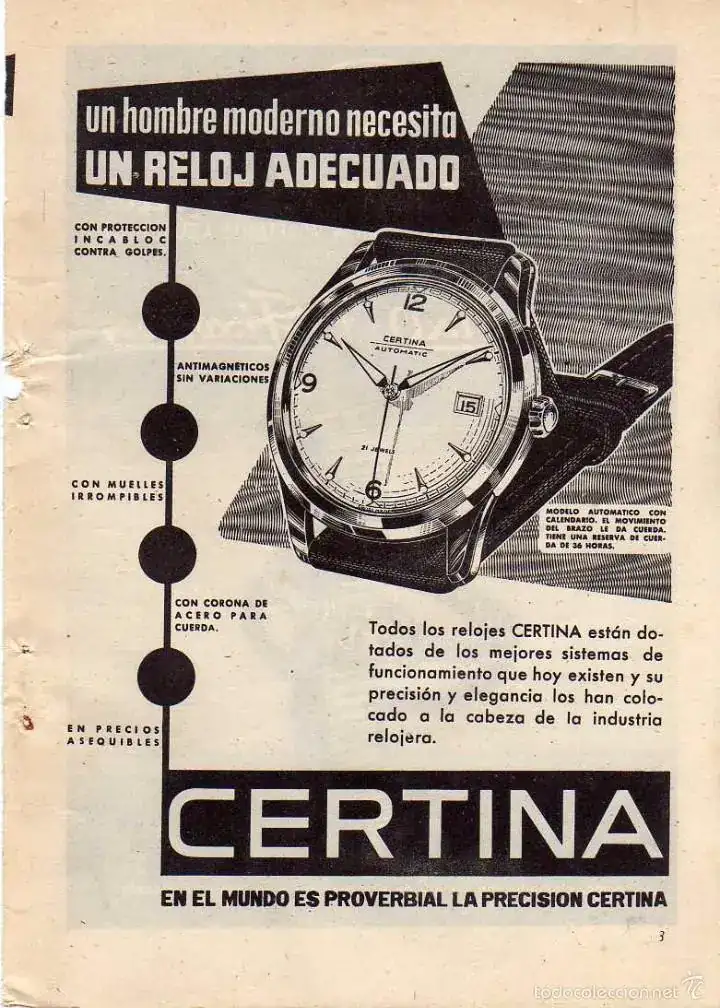 un hombre moderno necesita
UN RELOJ ADECUADO
CON PROTECCION
INCABLOC
CONTRA GOLPES.
ANTIMAGNÉTICOS
SIN VARIACIONES
CON MUELLES
IRROMPIBLES
CON CORONA DE
ACERO PARA
CUERDA.
EN PRECIOS
ASEQUIBLES
12
CERTINA
AUTOMATIC
9
15
21 JEWELS
6
MODELO AUTOMATICO CON
CALENDARIO. EL MOVIMIENTO
DEL BRAZO LE DA CUERDA.
TIENE UNA RESERVA DE CUER-
DA DE 36 HORAS.
Todos los relojes CERTINA están do-
tados de los mejores sistemas de
funcionamiento que hoy existen y su
precisión y elegancia los han colo-
cado a la cabeza de la industria
relojera.
CERTINA
EN EL MUNDO ES PROVERBIAL LA PRECISION CERTINA
3
todocoleccion.net